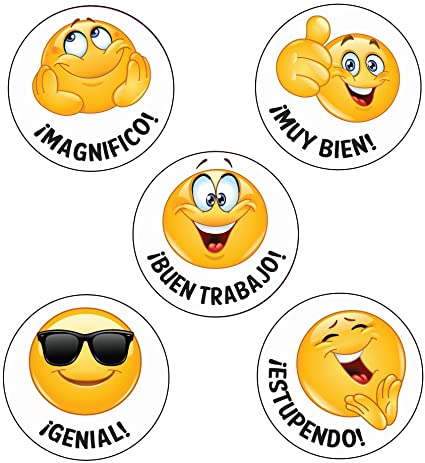 ¡MAGNIFICO!
¡MUY BIEN!
¡BUEN TRABAJO!
¡GENIAL!
¡ESTUPENDO!